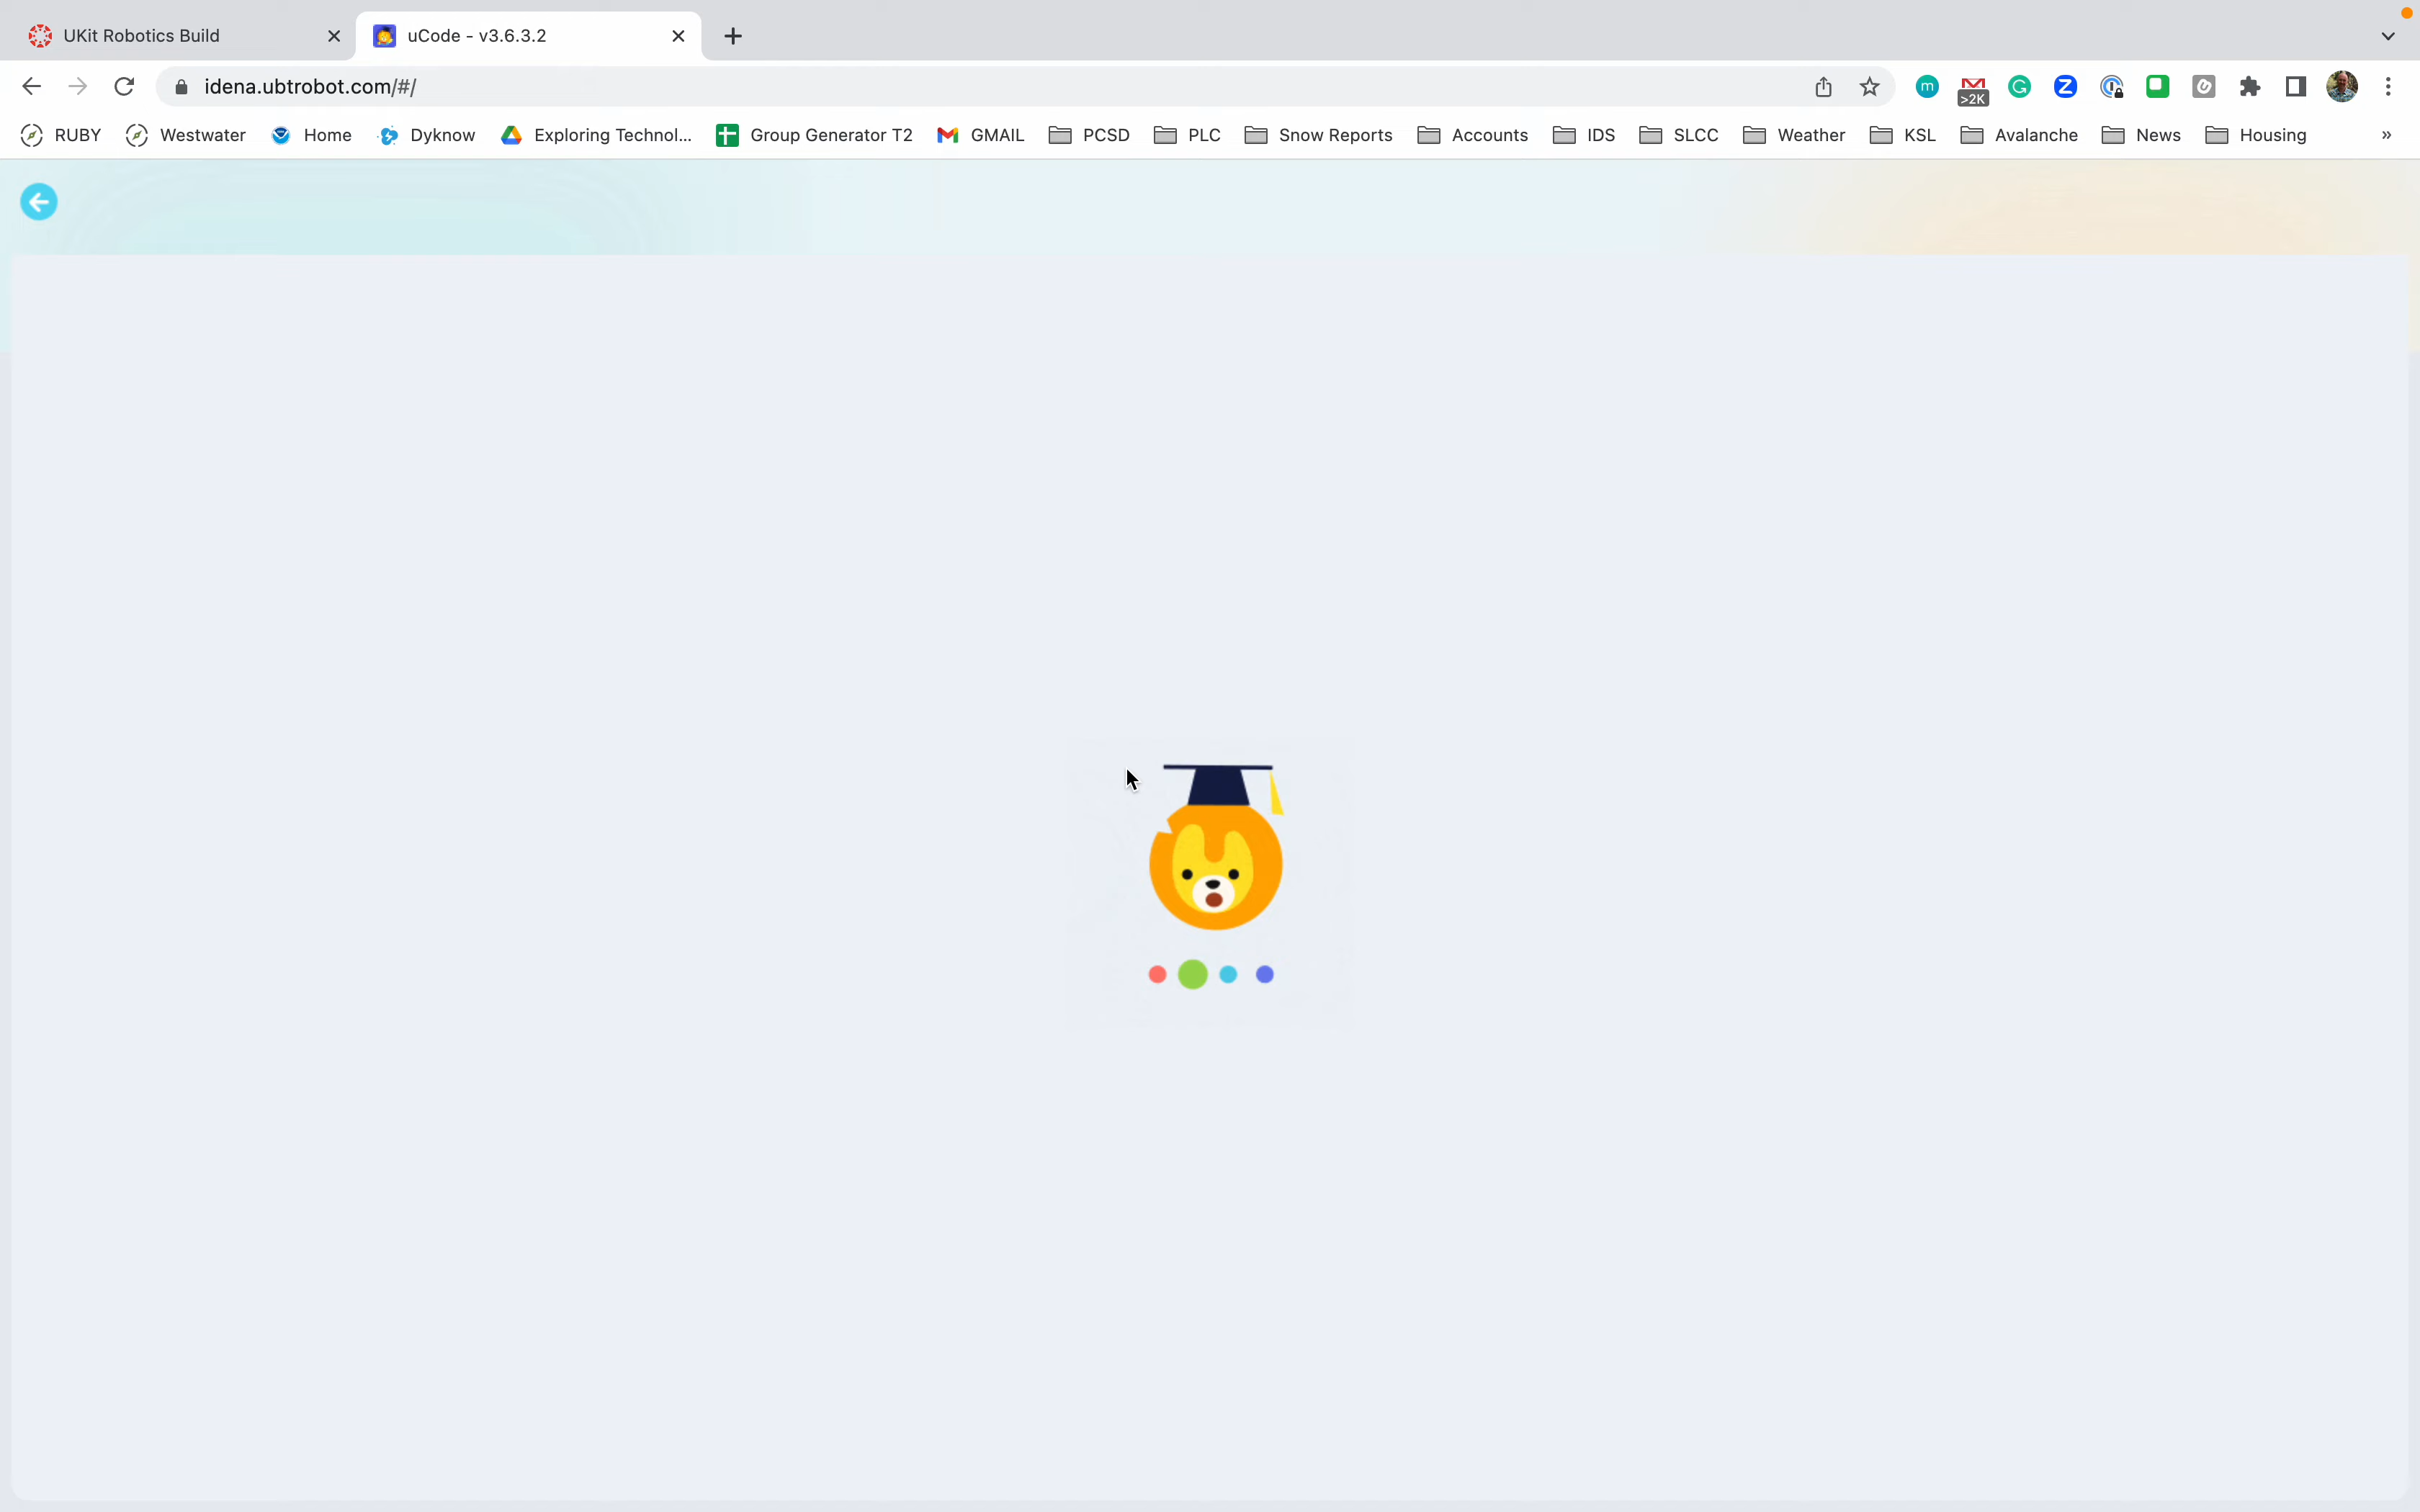 UKit Robotics Build
uCode - v3.6.3.2
idena.ubtrobot.com/#/
m
>2K
G
Z
RUBY Westwater Home Dyknow Exploring Technol... Group Generator T2 GMAIL PCSD PLC Snow Reports Accounts IDS SLCC Weather KSL Avalanche News Housing »